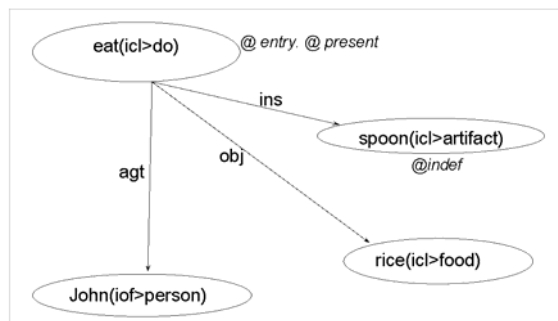 eat(icl>do)
@ entry. @ present
ins
spoon(icl>artifact)
@indef
obj
agt
rice(icl>food)
John(iof>person)